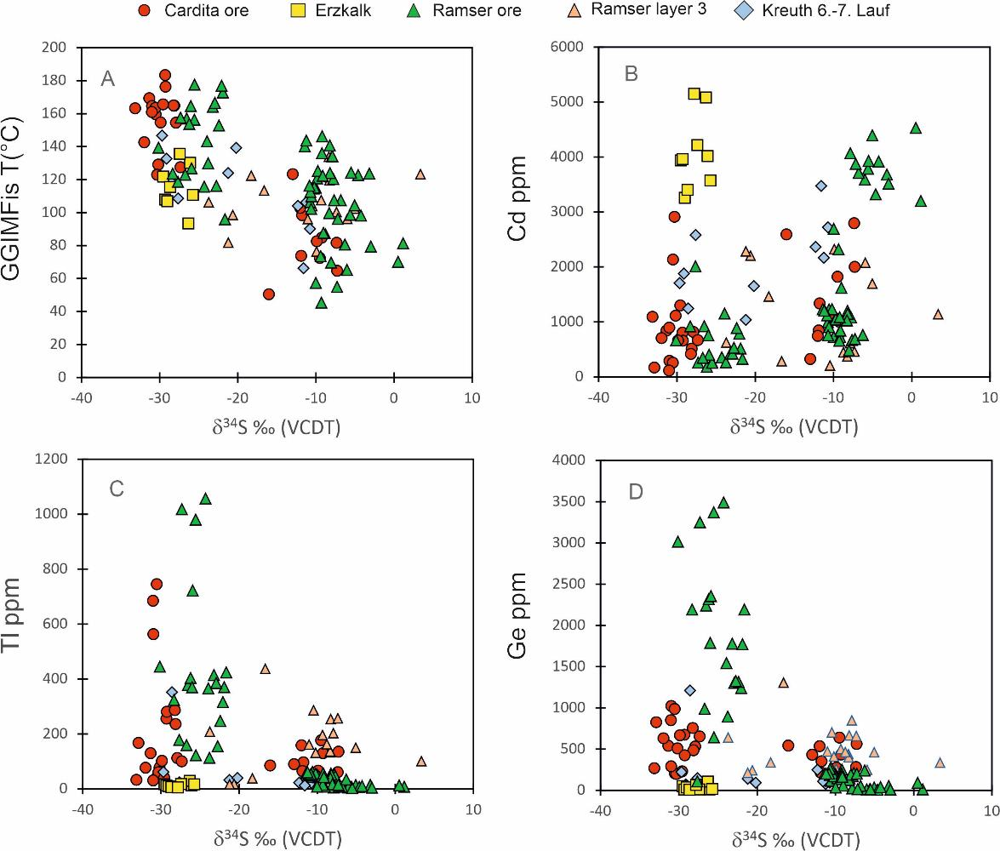 Cardita ore Erzkalk Ramser ore Ramser layer 3 Kreuth 6.-7. Lauf
A
GGIMFis T(°C)
200
180
160
140
120
100
80
60
40
20
0
-40 -30 -20 -10 0 10
δ³⁴S ‰ (VCDT)
B
Cd ppm
6000
5000
4000
3000
2000
1000
0
-40 -30 -20 -10 0 10
δ³⁴S ‰ (VCDT)
C
Tl ppm
1200
1000
800
600
400
200
0
-40 -30 -20 -10 0 10
δ³⁴S ‰ (VCDT)
D
Ge ppm
4000
3500
3000
2500
2000
1500
1000
500
0
-40 -30 -20 -10 0 10
δ³⁴S ‰ (VCDT)